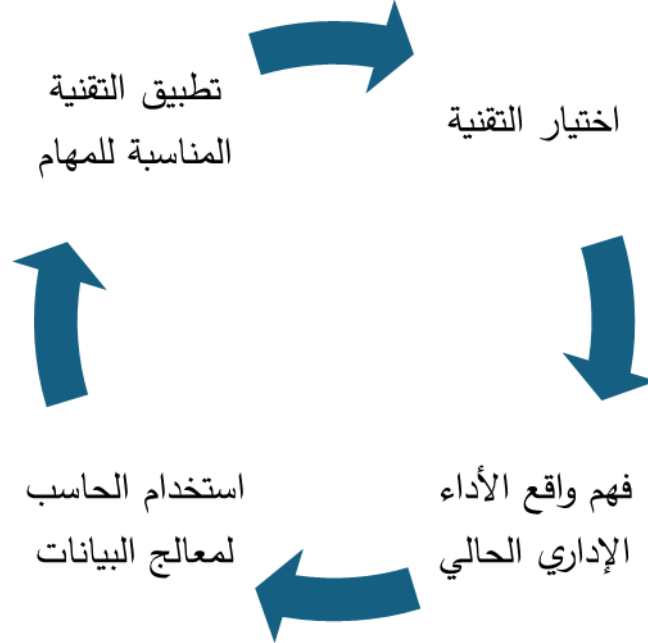 اختيار التقنية
فهم واقع الأداء
الإداري الحالي
استخدام الحاسب
لمعالج البيانات
تطبيق التقنية
المناسبة للمهام